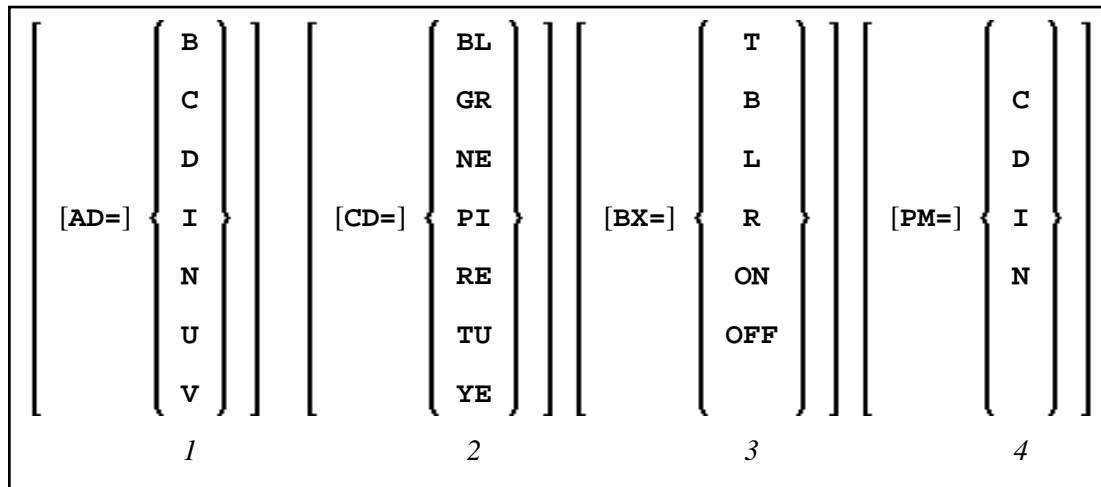 B BL T
C GR B C
D NE L D
[AD=] I [CD=] PI [BX=] R [PM=] I
N RE ON N
U TU OFF
V YE
1 2 3 4